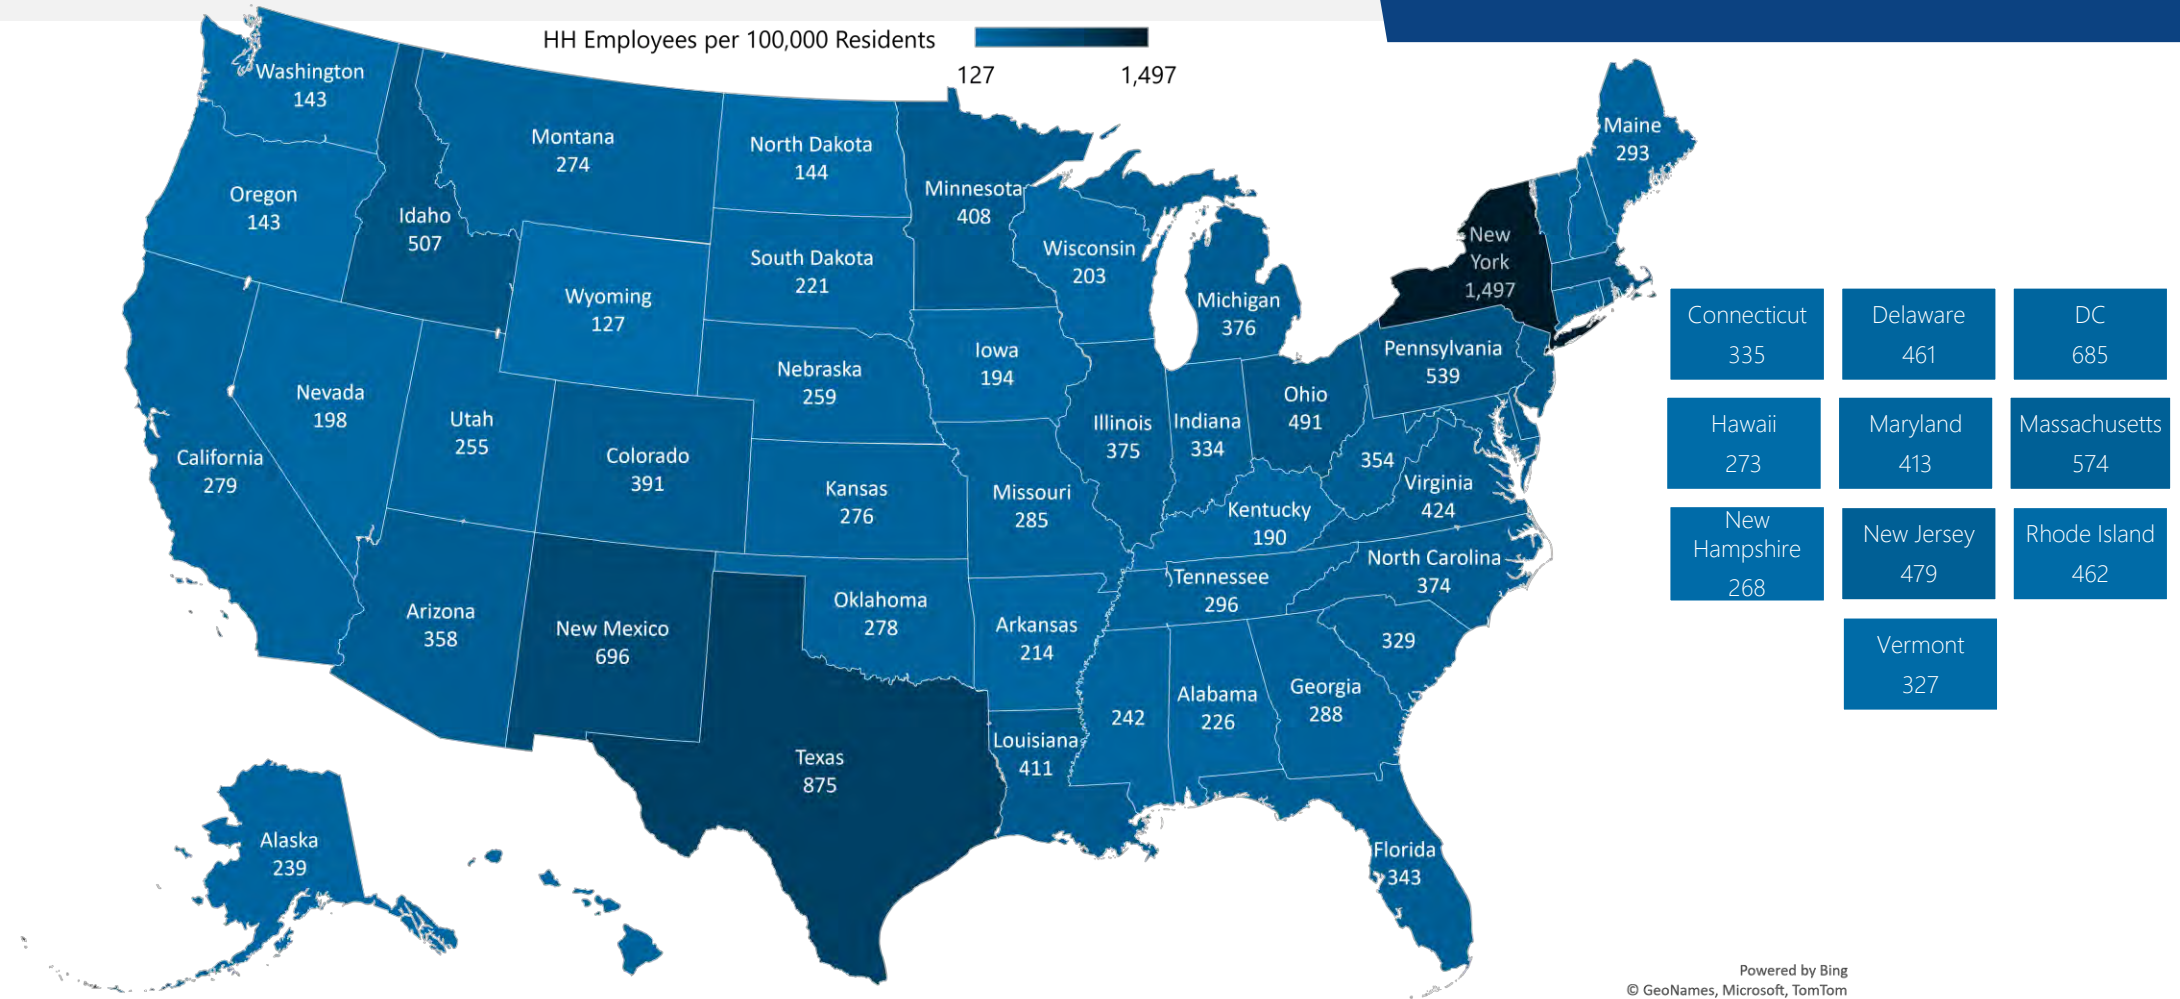 HH Employees per 100,000 Residents
127
1,497
Washington
143
Oregon
143
Idaho
507
Montana
274
North Dakota
144
South Dakota
221
Wyoming
127
Nebraska
259
Minnesota
408
Wisconsin
203
Michigan
376
Maine
293
New
York
1,497
Pennsylvania
539
Iowa
194
Ohio
491
Illinois
375
Indiana
334
354
Virginia
424
Nevada
198
Utah
255
California
279
Colorado
391
Kansas
276
Missouri
285
Kentucky
190
North Carolina
374
Tennessee
296
Arizona
358
New Mexico
696
Oklahoma
278
Arkansas
214
329
Georgia
288
Alabama
226
242
Louisiana
411
Texas
875
Florida
343
Alaska
239
Connecticut
335
Delaware
461
DC
685
Hawaii
273
Maryland
413
Massachusetts
574
New
Hampshire
268
New Jersey
479
Rhode Island
462
Vermont
327
Powered by Bing
© GeoNames, Microsoft, TomTom